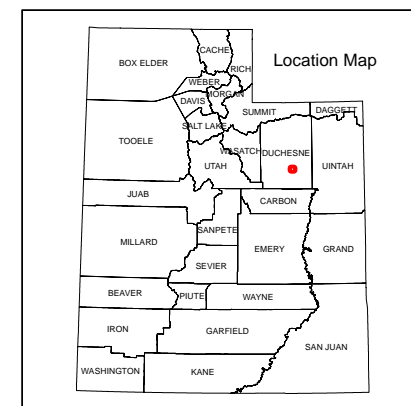 Location Map
BOX ELDER
CACHE
RICH
WEBER
MORGAN
DAVIS
SUMMIT
DAGGETT
SALT LAKE
TOOELE
WASATCH
DUCHESNE
UTAH
UINTAH
JUAB
CARBON
SANPETE
MILLARD
EMERY
GRAND
SEVIER
BEAVER
PIUTE
WAYNE
IRON
GARFIELD
SAN JUAN
WASHINGTON
KANE